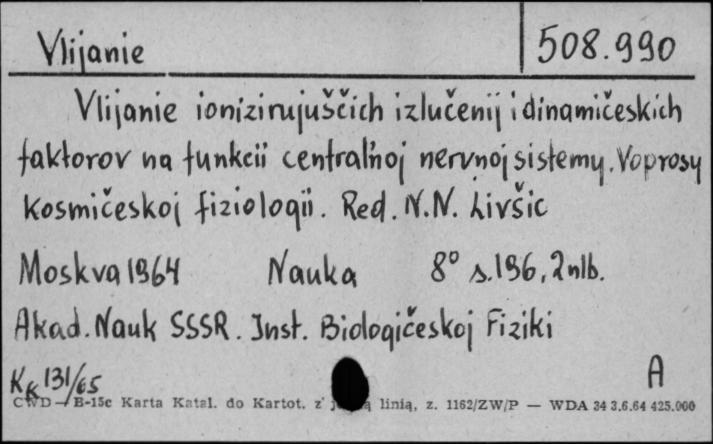 Vlijanie 508.990
Vlijanie ionizirujuščich izlučenij i dinamičeskich
faktorov na funkcii central'noj nervnoj sistemy. Voprosy
kosmičeskoj fiziologii. Red. N.N. Livšic
Moskva 1964 Nauka 8° s.196, 2 nlb.
Akad. Nauk SSSR. Inst. Biologičeskoj Fiziki
Kk 131/65 A
CWD — B-15c Karta Katal. do Kartot. z linią, z. 1162/ZW/P — WDA 34 3.6.64 425.000